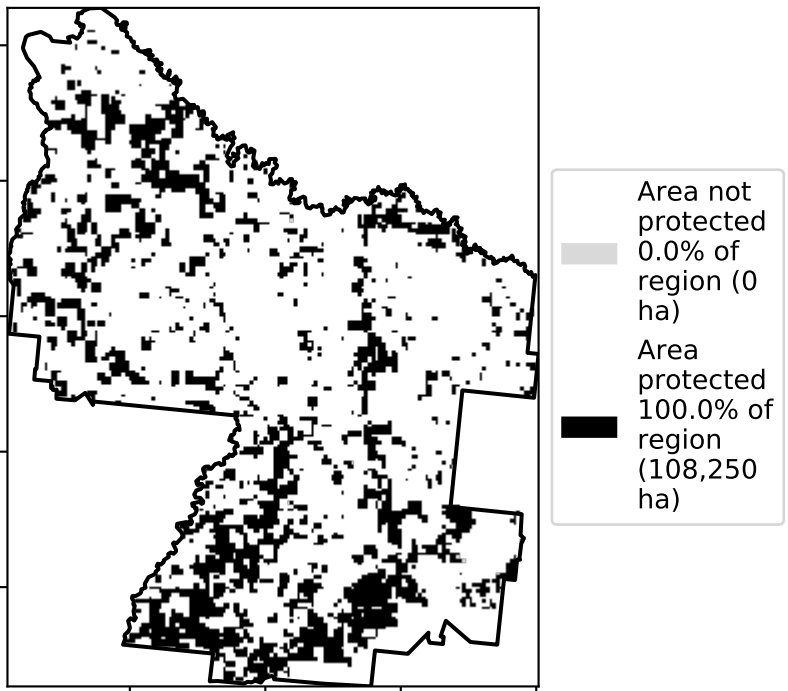 Area not
protected
0.0% of
region (0
ha)
Area
protected
100.0% of
region
(108,250
ha)